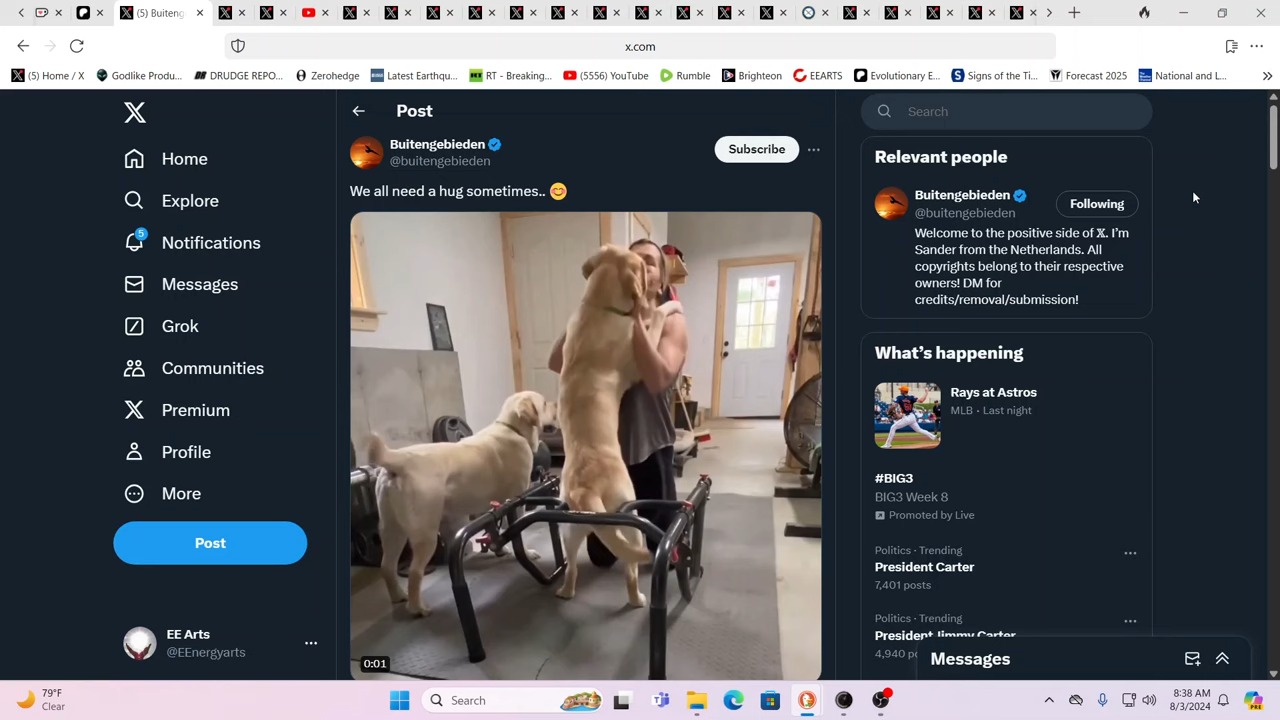 (5) Buiteng
x.com
(5) Home / X
Godlike Produ...
DRUDGE REPO...
Zerohedge
Latest Earthqu...
RT - Breaking...
(5556) YouTube
Rumble
Brighteon
EEARTS
Evolutionary E...
Signs of the Ti...
Forecast 2025
National and L...
Home
Explore
5
Notifications
Messages
Grok
Communities
Premium
Profile
More
Post
EE Arts
@EEnergyarts
Post
Buitengebieden
@buitengebieden
Subscribe
We all need a hug sometimes.. 😊
0:01
Search
Relevant people
Buitengebieden
@buitengebieden
Following
Welcome to the positive side of 𝕏. I'm
Sander from the Netherlands. All
copyrights belong to their respective
owners! DM for
credits/removal/submission!
What's happening
Rays at Astros
MLB · Last night
#BIG3
BIG3 Week 8
Promoted by Live
Politics · Trending
President Carter
7,401 posts
Politics · Trending
President Jimmy Carter
4,940 po
Messages
79°F
Clear
Search
8:38 AM
8/3/2024